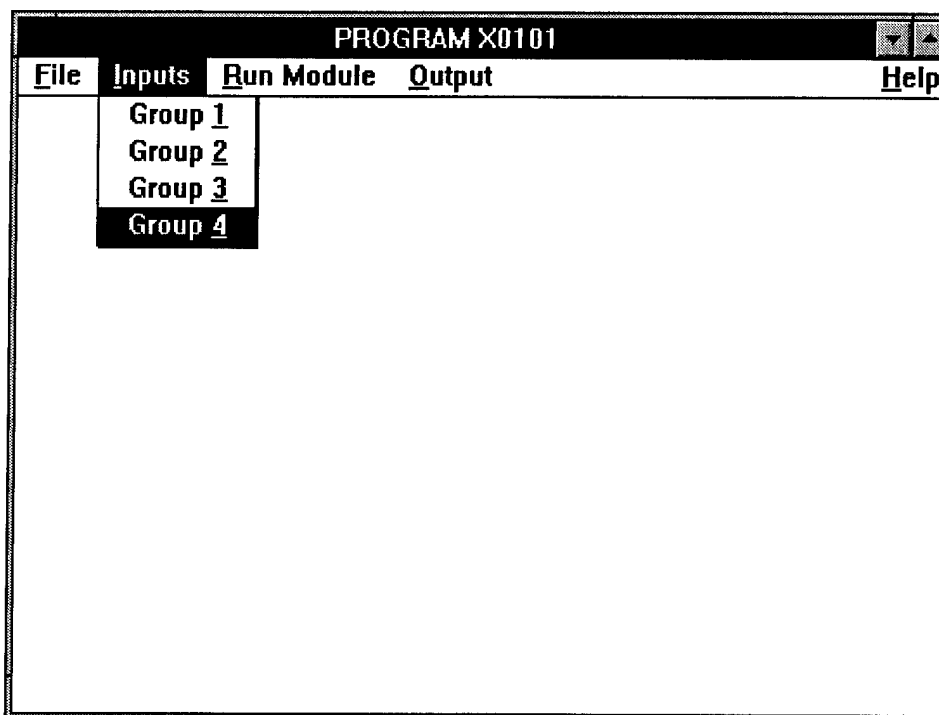 PROGRAM X0101
File Inputs Run Module Output Help
Group 1
Group 2
Group 3
Group 4